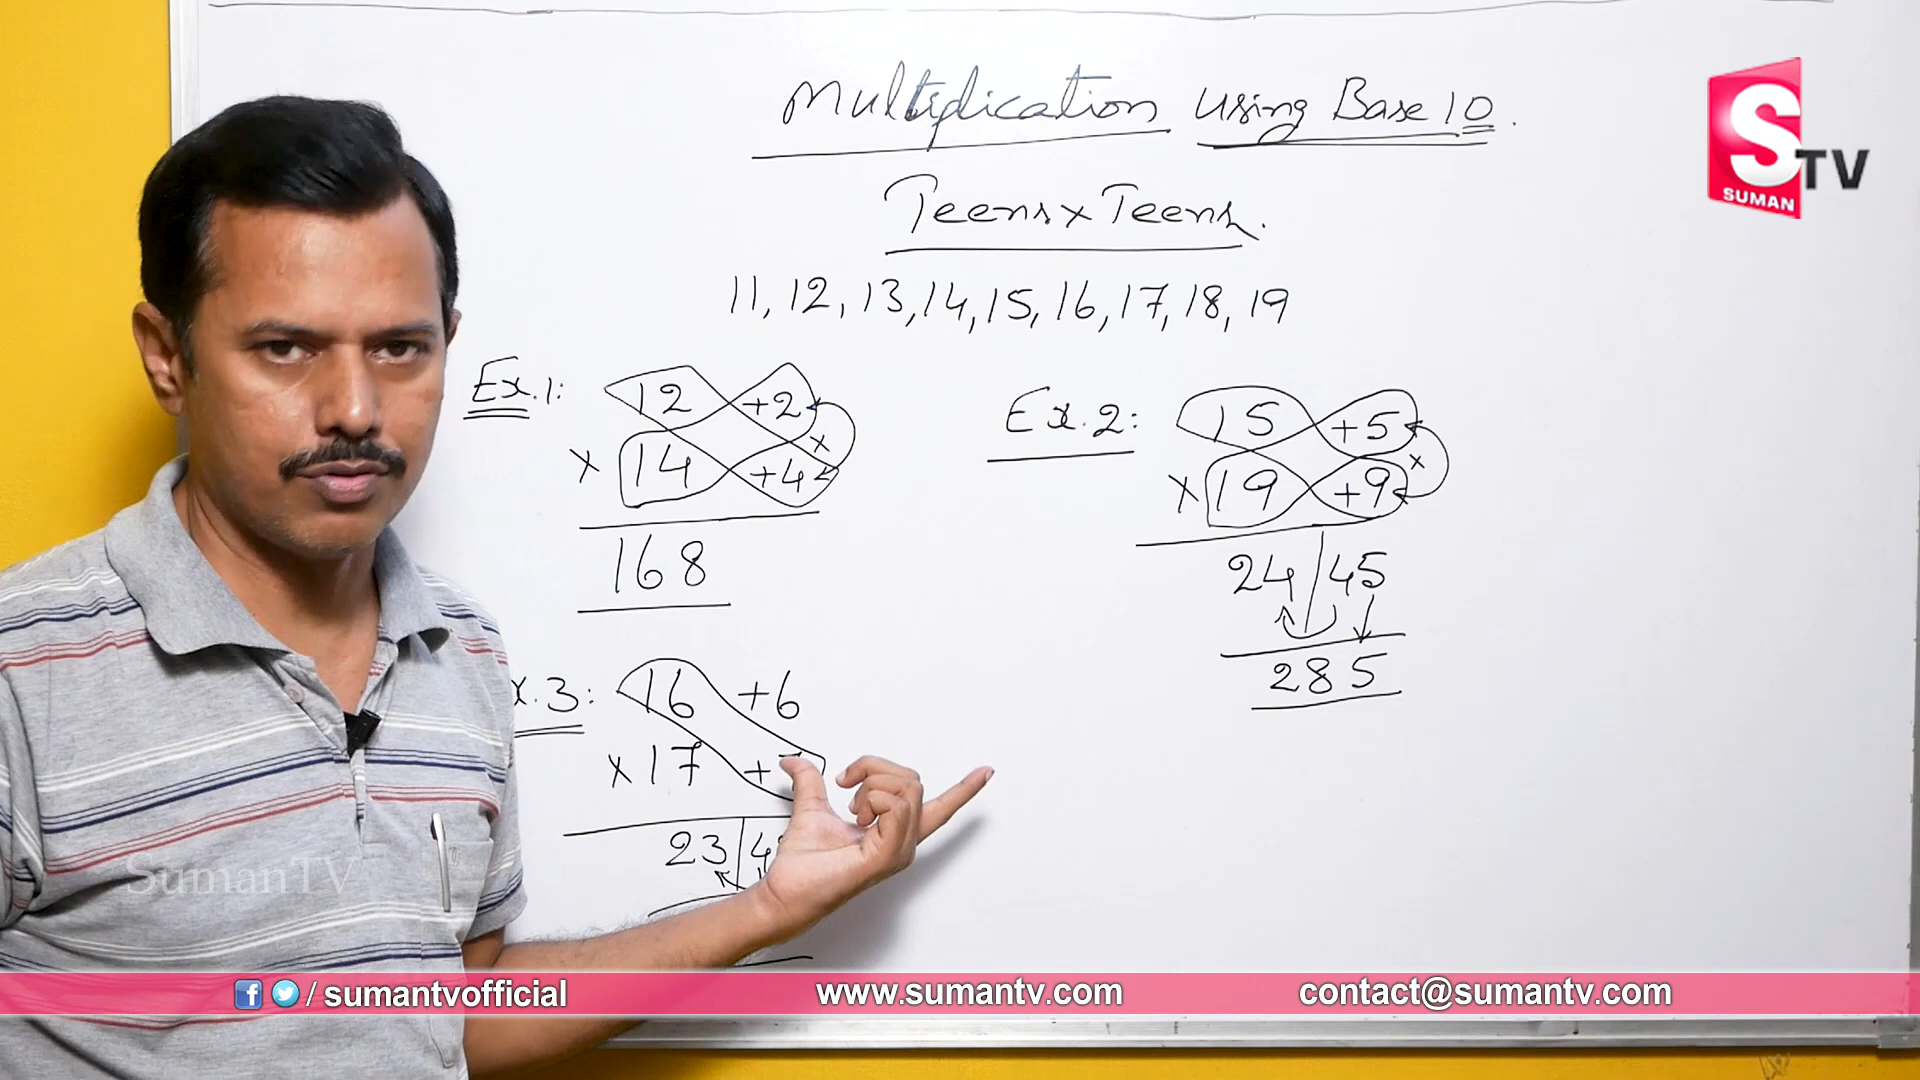 Multiplication using Base 10.
Teens x Teens.
11, 12, 13, 14, 15, 16, 17, 18, 19
Ex.1:
12 +2
x
x 14 +4
168
Ex.2:
15 +5
x
x 19 +9
24 | 45
285
x.3:
16 +6
x 17 +
23 | 4
S TV
SUMAN
SumanTV
f / sumantvofficial
www.sumantv.com
contact@sumantv.com